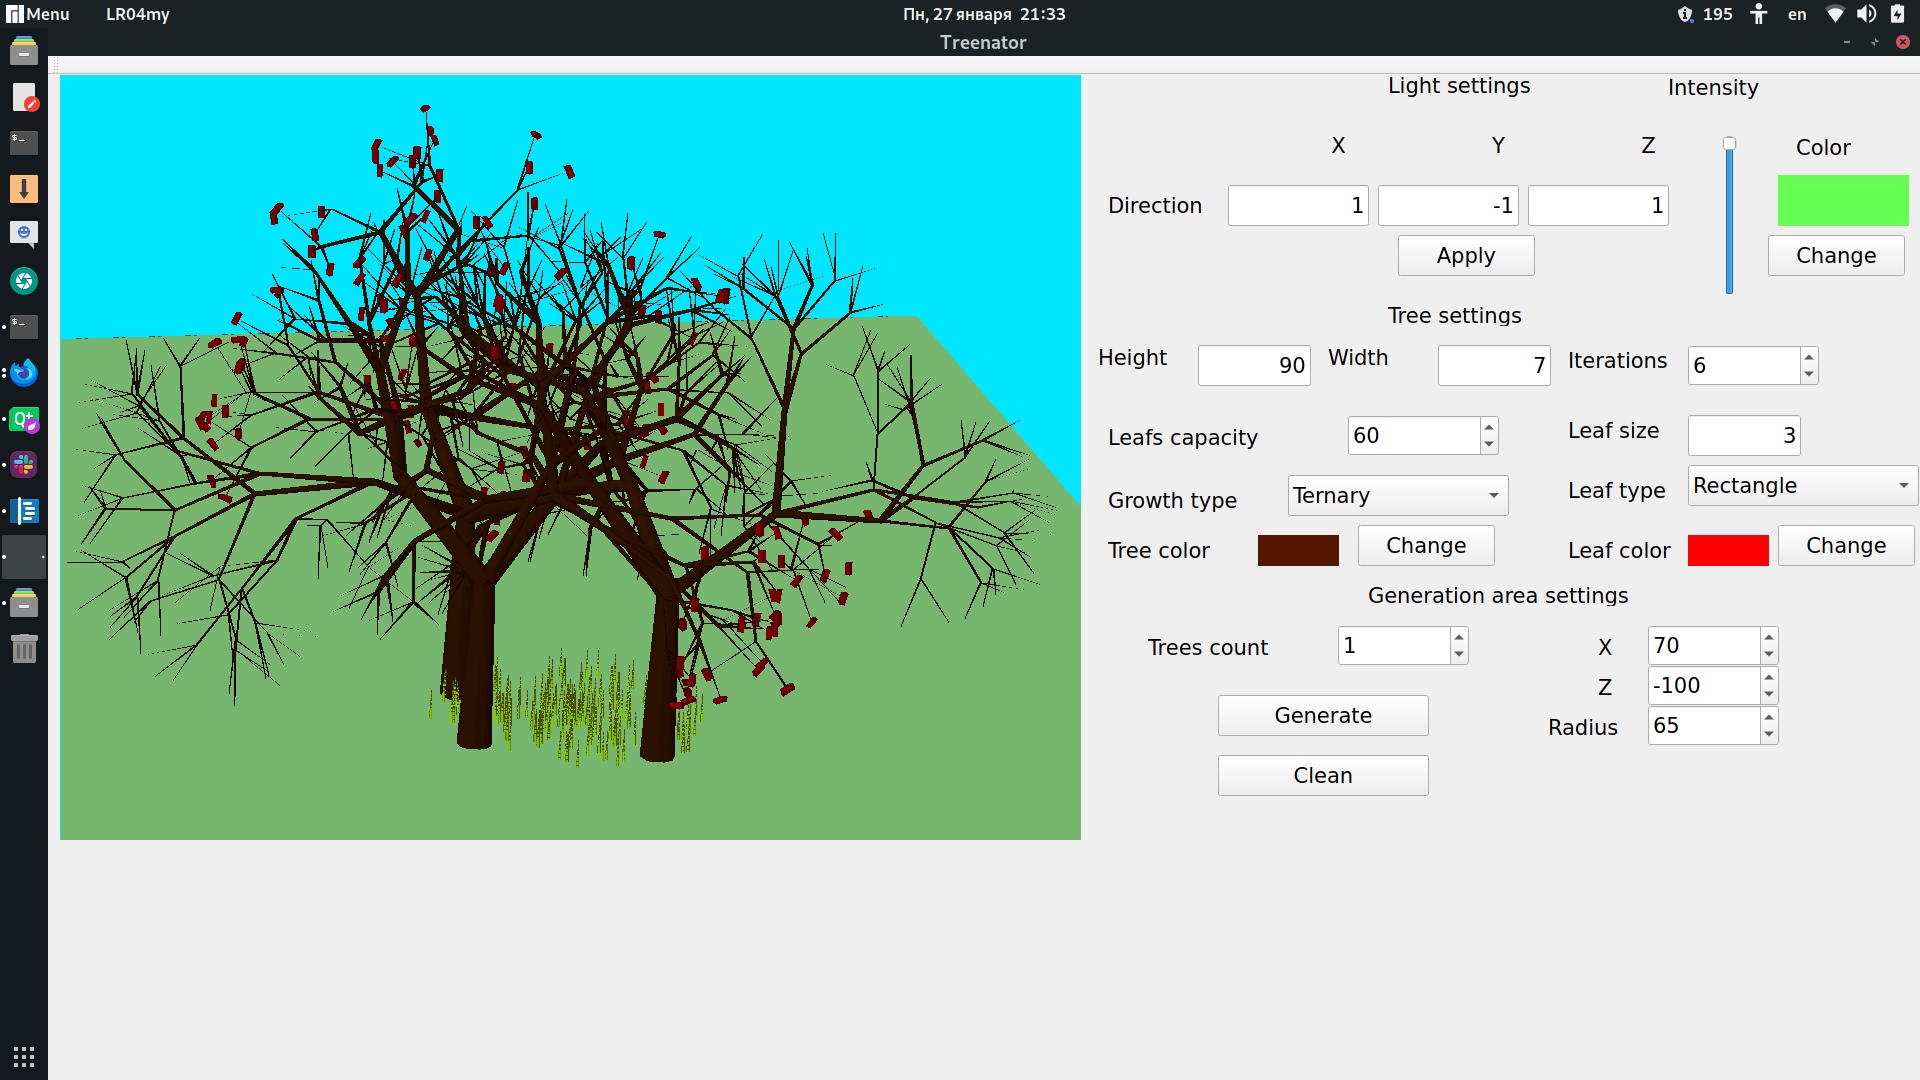 Menu LR04my Пн, 27 января 21:33 195 en
Treenator
Light settings Intensity
X Y Z Color
Direction 1 -1 1
Apply Change
Tree settings
Height 90 Width 7 Iterations 6
Leafs capacity 60 Leaf size 3
Growth type Ternary Leaf type Rectangle
Tree color Change Leaf color Change
Generation area settings
Trees count 1 X 70
Z -100
Generate Radius 65
Clean